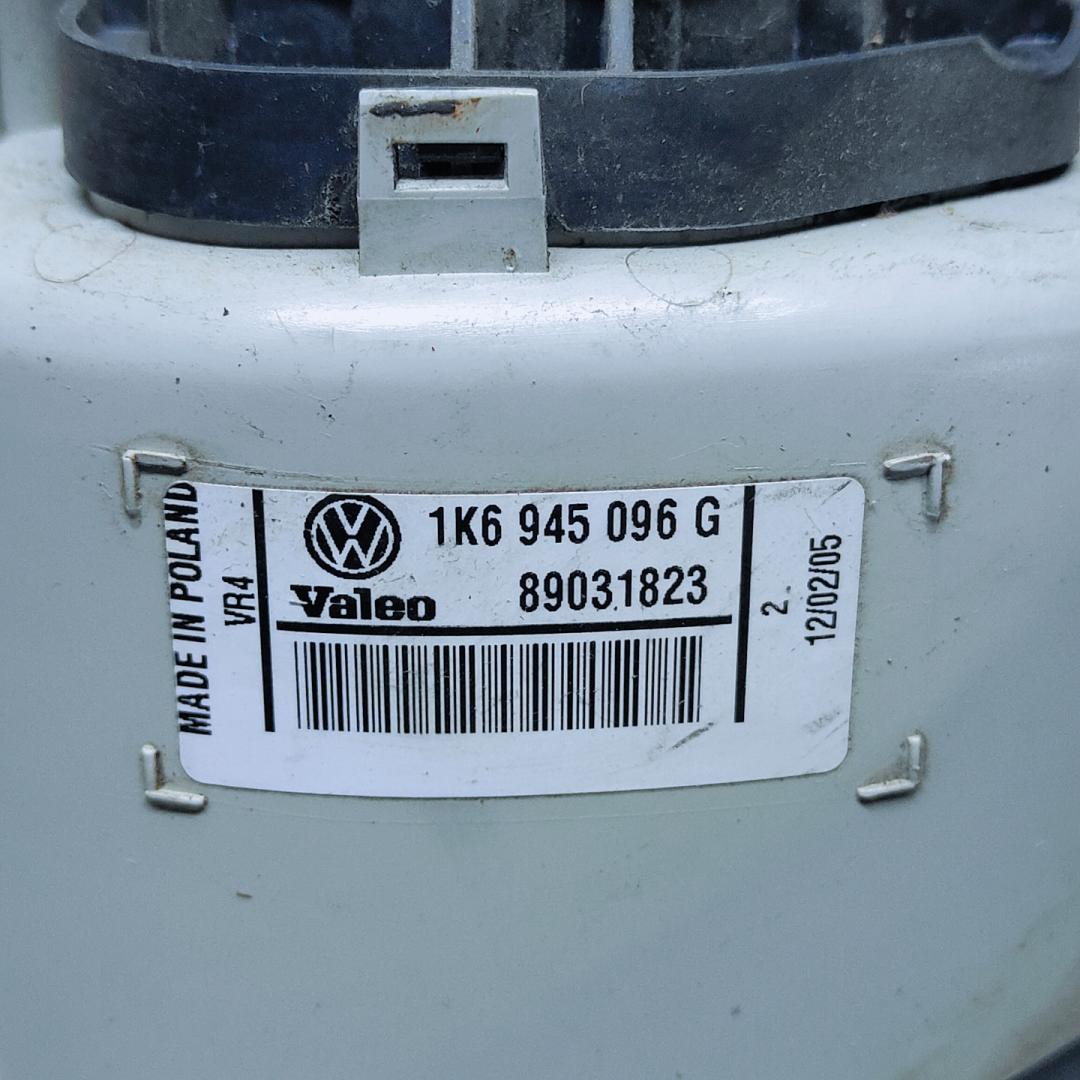 MADE IN POLAND
VR4
1K6 945 096 G
Valeo 89031823
2.
12/02/05